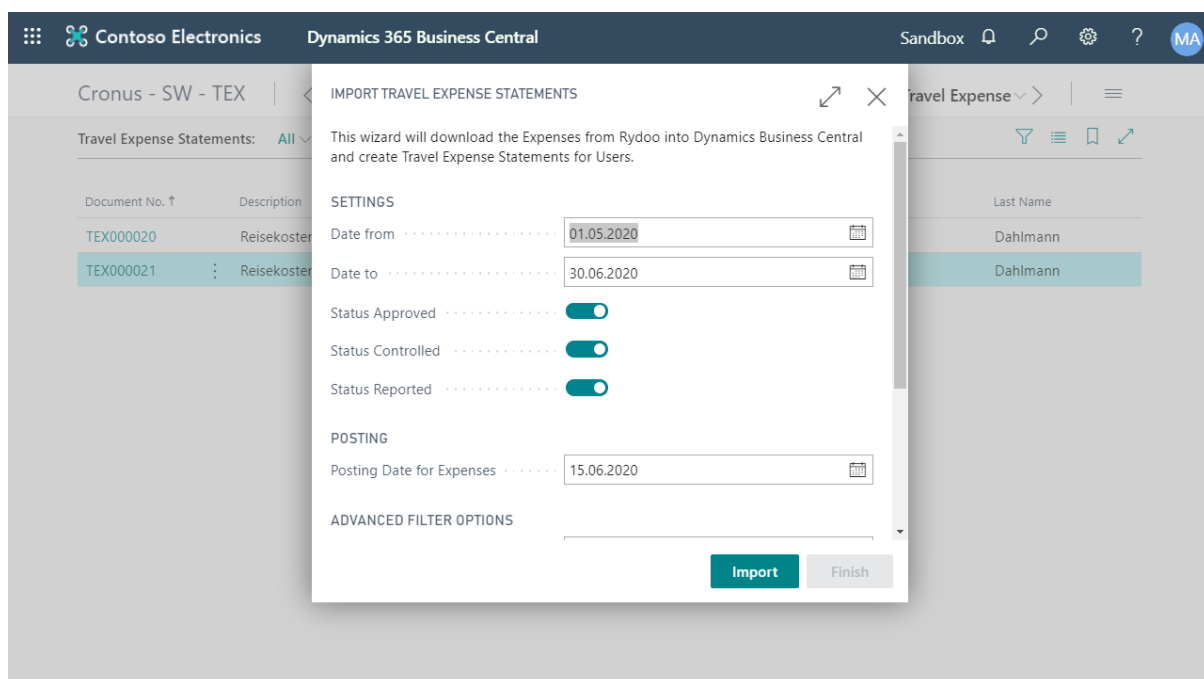 Contoso Electronics Dynamics 365 Business Central Sandbox ? MA
Cronus - SW - TEX ravel Expense
IMPORT TRAVEL EXPENSE STATEMENTS
Travel Expense Statements: All
This wizard will download the Expenses from Rydoo into Dynamics Business Central
and create Travel Expense Statements for Users.
Document No. ↑ Description Last Name
SETTINGS
TEX000020 Reisekoster Dahlmann
Date from 01.05.2020
TEX000021 Reisekoster Dahlmann
Date to 30.06.2020
Status Approved
Status Controlled
Status Reported
POSTING
Posting Date for Expenses 15.06.2020
ADVANCED FILTER OPTIONS
Import Finish